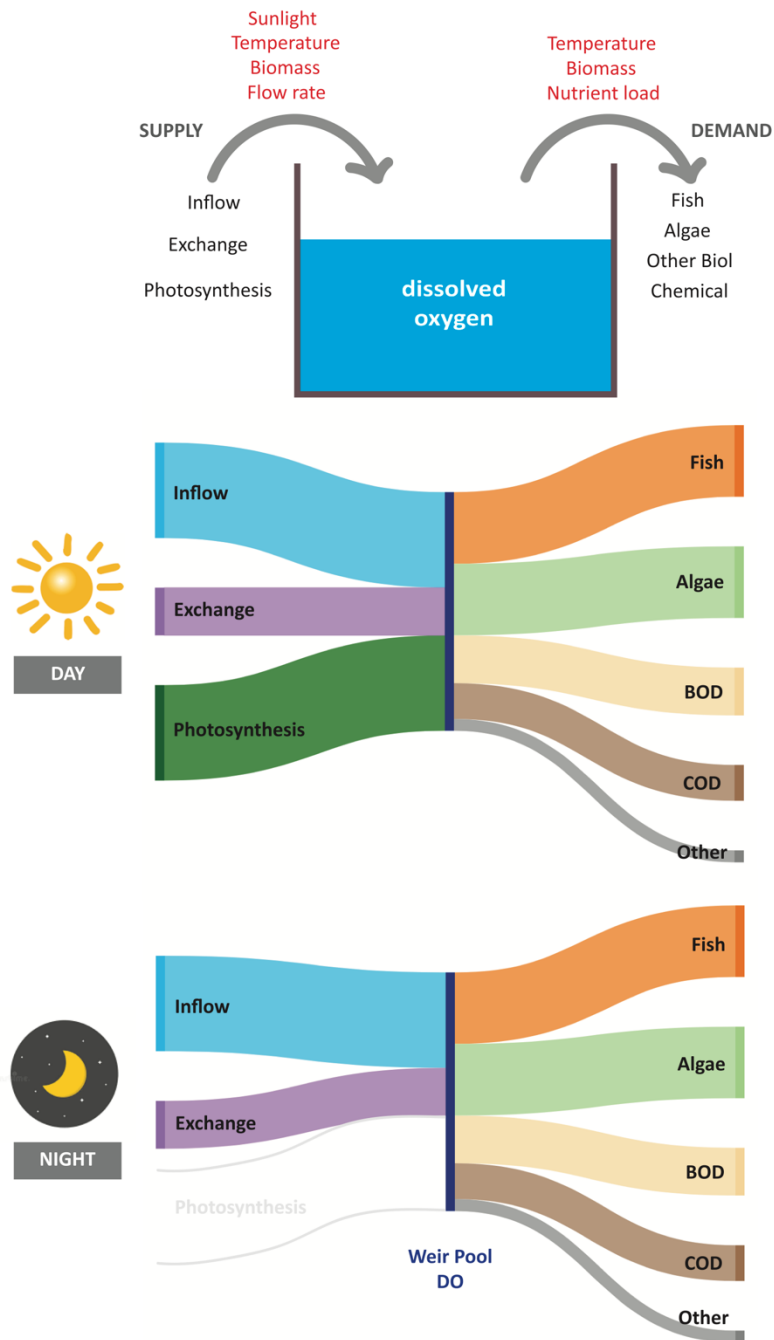 Sunlight
Temperature
Biomass
Flow rate
Temperature
Biomass
Nutrient load
SUPPLY
DEMAND
Inflow
Exchange
Photosynthesis
Fish
Algae
Other Biol
Chemical
dissolved
oxygen
DAY
Inflow
Exchange
Photosynthesis
Fish
Algae
BOD
COD
Other
NIGHT
Inflow
Exchange
Photosynthesis
Fish
Algae
BOD
COD
Other
Weir Pool
DO